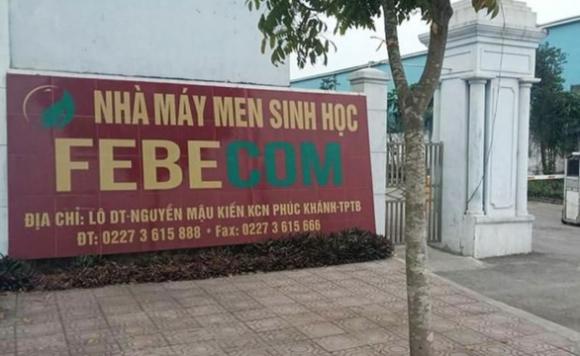 NHÀ MÁY MEN SINH HỌC
FEBECOM
ĐỊA CHỈ: LÔ DT-NGUYỄN MẬU KIẾN KCN PHÚC KHÁNH-TPTB
ĐT: 0227 3 615 888 • Fax: 0227 3 615 666